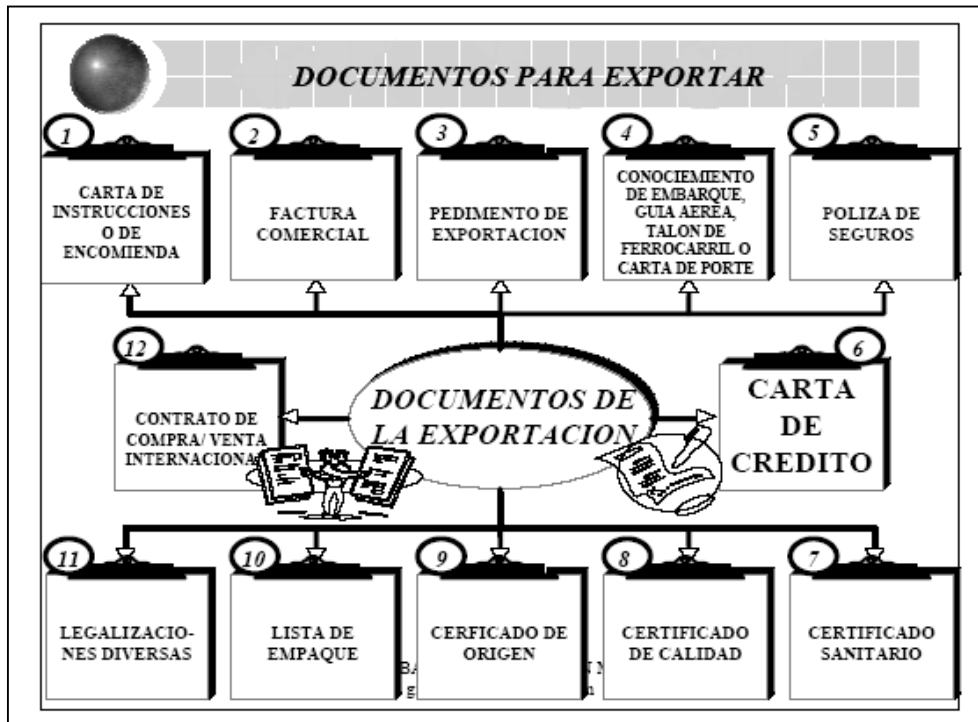 DOCUMENTOS PARA EXPORTAR
1
CARTA DE
INSTRUCCIONES
O DE
ENCOMIENDA
2
FACTURA
COMERCIAL
3
PEDIMENTO DE
EXPORTACION
4
CONOCIEMIENTO
DE EMBARQUE,
GUIA AEREA,
TALON DE
FERROCARRIL O
CARTA DE PORTE
5
POLIZA DE
SEGUROS
12
CONTRATO DE
COMPRA/ VENTA
INTERNACIONA
DOCUMENTOS DE
LA EXPORTACION
6
CARTA
DE
CREDITO
11
LEGALIZACIO-
NES DIVERSAS
10
LISTA DE
EMPAQUE
9
CERFICADO DE
ORIGEN
8
CERTIFICADO
DE CALIDAD
7
CERTIFICADO
SANITARIO